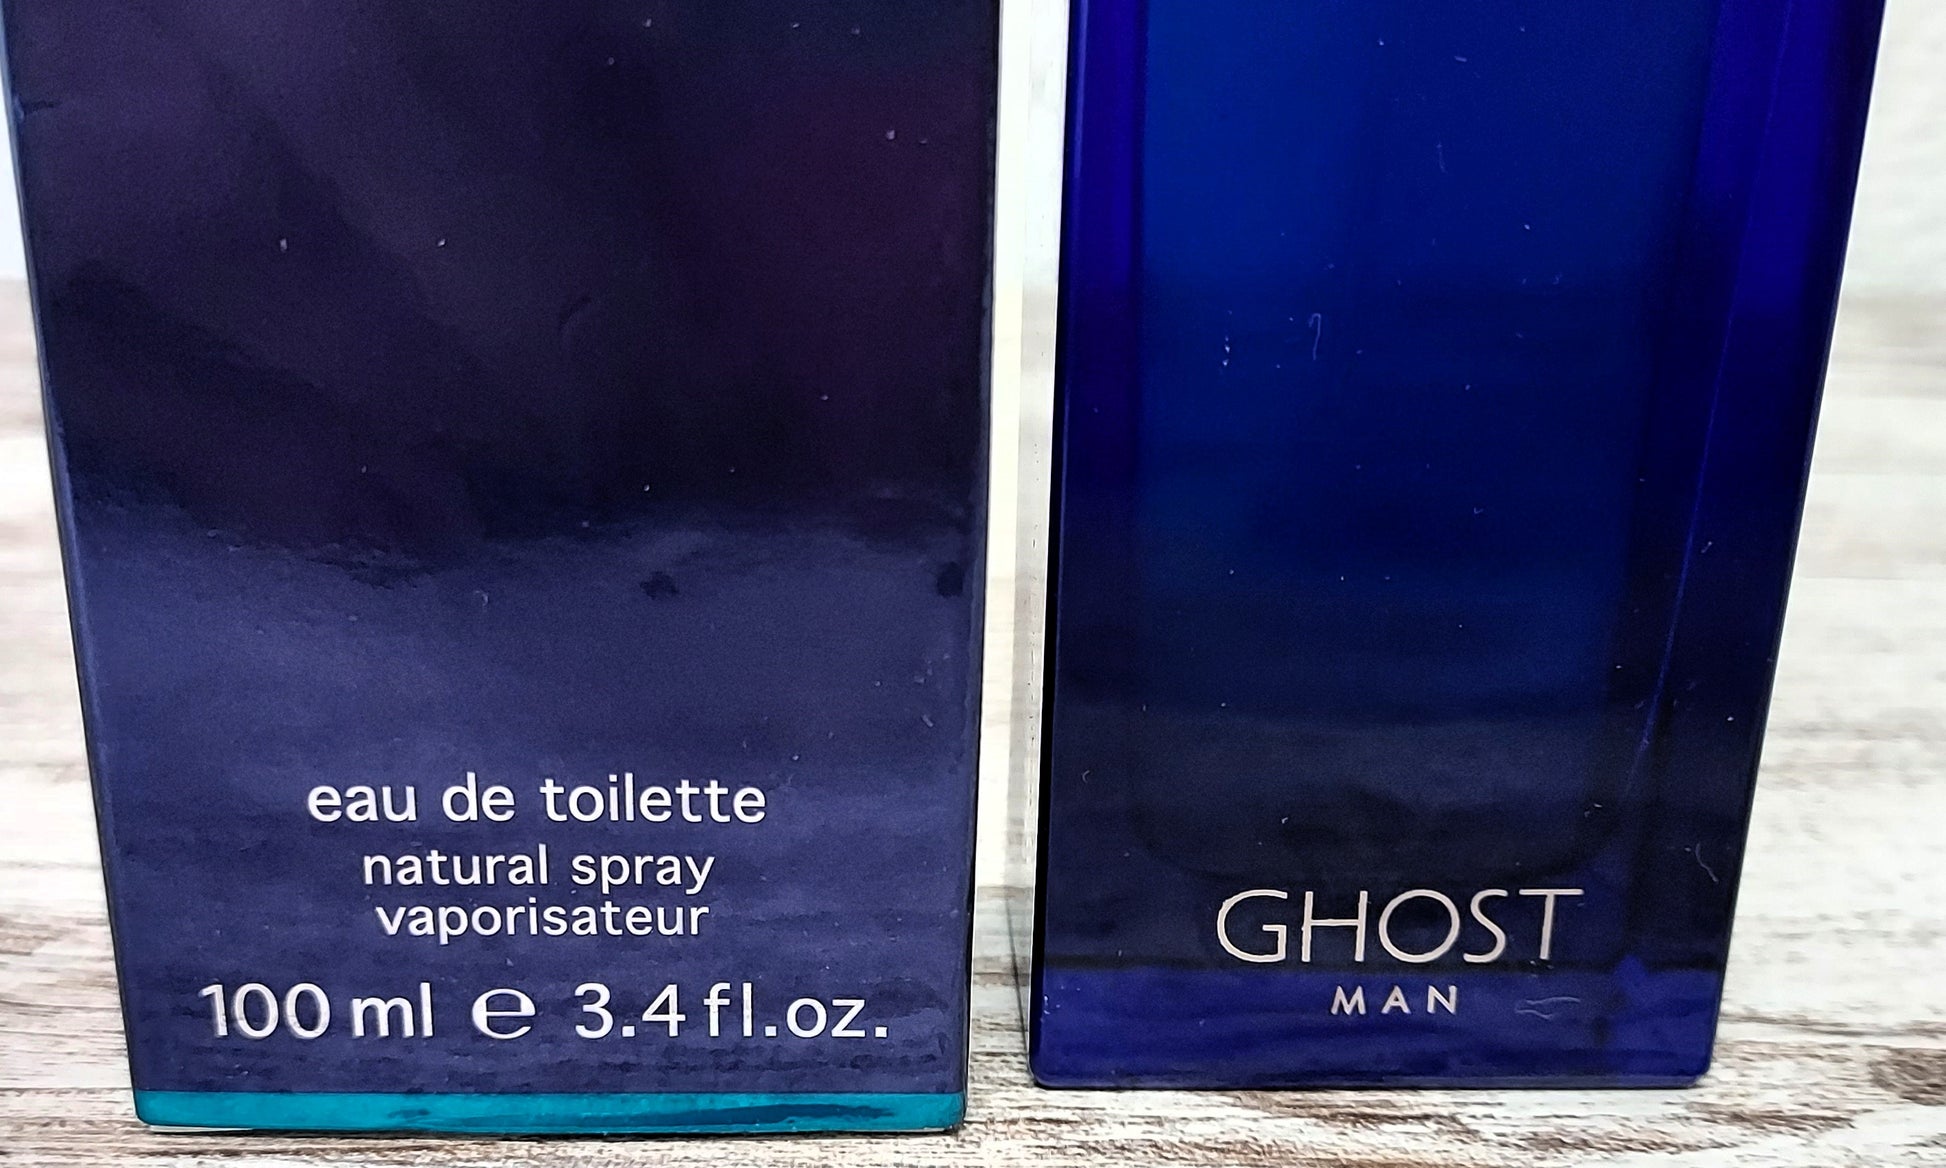 eau de toilette
natural spray
vaporisateur
100 ml e 3.4 fl.oz.
GHOST
MAN